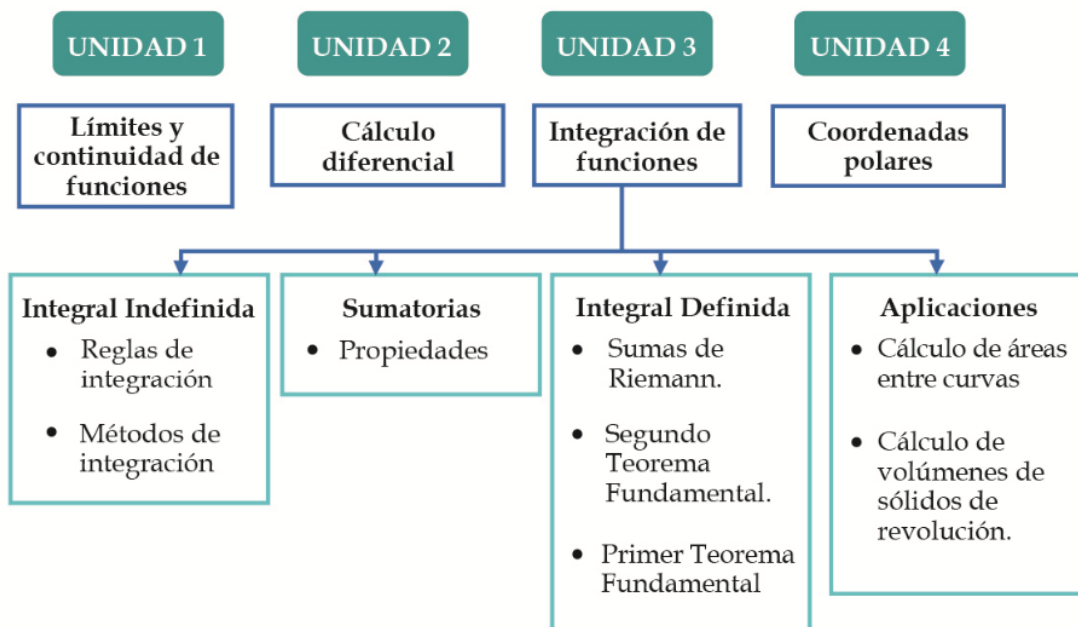 UNIDAD 1
UNIDAD 2
UNIDAD 3
UNIDAD 4
Límites y
continuidad de
funciones
Cálculo
diferencial
Integración de
funciones
Coordenadas
polares
Integral Indefinida
• Reglas de
integración
• Métodos de
integración
Sumatorias
• Propiedades
Integral Definida
• Sumas de
Riemann.
• Segundo
Teorema
Fundamental.
• Primer Teorema
Fundamental
Aplicaciones
• Cálculo de áreas
entre curvas
• Cálculo de
volúmenes de
sólidos de
revolución.